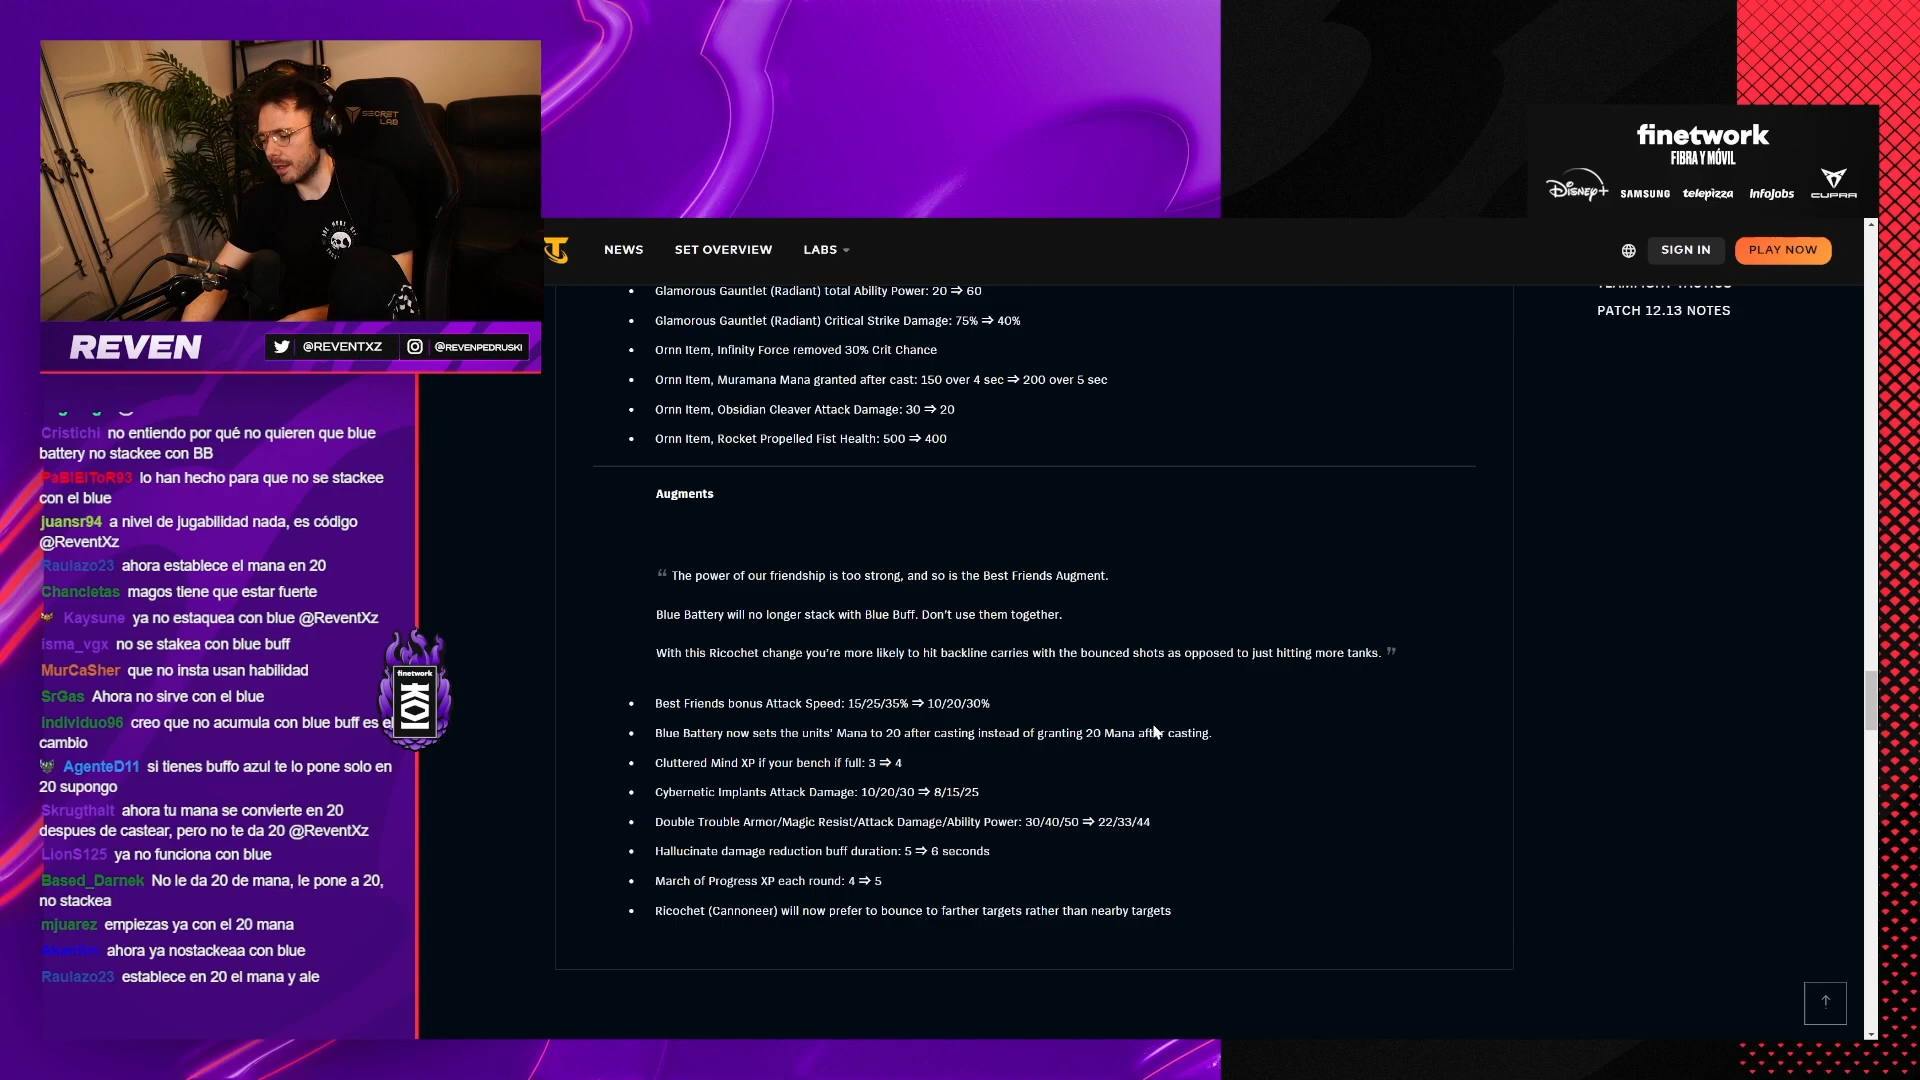 SECRET
LAB
REVEN
@REVENTXZ
@REVENPEDRUSKI
finetwork
FIBRA Y MÓVIL
Disney+
SAMSUNG
telepizza
InfoJobs
CUPRA
NEWS
SET OVERVIEW
LABS
SIGN IN
PLAY NOW
TEAMFIGHT TACTICS
PATCH 12.13 NOTES
Glamorous Gauntlet (Radiant) total Ability Power: 20 ⇒ 60
Glamorous Gauntlet (Radiant) Critical Strike Damage: 75% ⇒ 40%
Ornn Item, Infinity Force removed 30% Crit Chance
Ornn Item, Muramana Mana granted after cast: 150 over 4 sec ⇒ 200 over 5 sec
Ornn Item, Obsidian Cleaver Attack Damage: 30 ⇒ 20
Ornn Item, Rocket Propelled Fist Health: 500 ⇒ 400
Augments
“ The power of our friendship is too strong, and so is the Best Friends Augment.
Blue Battery will no longer stack with Blue Buff. Don’t use them together.
With this Ricochet change you’re more likely to hit backline carries with the bounced shots as opposed to just hitting more tanks. ”
Best Friends bonus Attack Speed: 15/25/35% ⇒ 10/20/30%
Blue Battery now sets the units’ Mana to 20 after casting instead of granting 20 Mana after casting.
Cluttered Mind XP if your bench if full: 3 ⇒ 4
Cybernetic Implants Attack Damage: 10/20/30 ⇒ 8/15/25
Double Trouble Armor/Magic Resist/Attack Damage/Ability Power: 30/40/50 ⇒ 22/33/44
Hallucinate damage reduction buff duration: 5 ⇒ 6 seconds
March of Progress XP each round: 4 ⇒ 5
Ricochet (Cannoneer) will now prefer to bounce to farther targets rather than nearby targets
Cristichi no entiendo por qué no quieren que blue
battery no stackee con BB
PaBlElToR93 lo han hecho para que no se stackee
con el blue
juansr94 a nivel de jugabilidad nada, es código
@ReventXz
Raulazo23 ahora establece el mana en 20
Chancletas magos tiene que estar fuerte
Kaysune ya no estaquea con blue @ReventXz
isma_vgx no se stakea con blue buff
MurCaSher que no insta usan habilidad
SrGas Ahora no sirve con el blue
Individuo96 creo que no acumula con blue buff es el
cambio
AgenteD11 si tienes buffo azul te lo pone solo en
20 supongo
Skrugthalt ahora tu mana se convierte en 20
despues de castear, pero no te da 20 @ReventXz
LionS125 ya no funciona con blue
Based_Darnek No le da 20 de mana, le pone a 20,
no stackea
mjuarez empiezas ya con el 20 mana
ahora ya nostackeaa con blue
Raulazo23 establece en 20 el mana y ale
finetwork
KOI